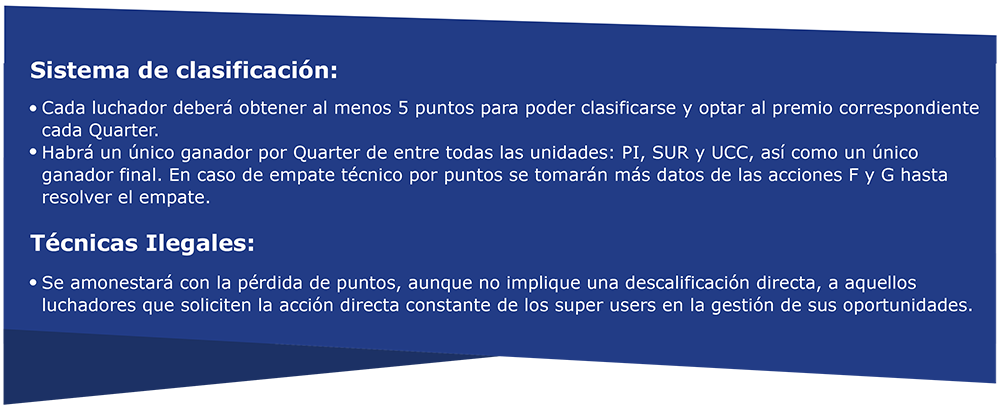 Sistema de clasificación:
• Cada luchador deberá obtener al menos 5 puntos para poder clasificarse y optar al premio correspondiente
cada Quarter.
• Habrá un único ganador por Quarter de entre todas las unidades: PI, SUR y UCC, así como un único
ganador final. En caso de empate técnico por puntos se tomarán más datos de las acciones F y G hasta
resolver el empate.
Técnicas Ilegales:
• Se amonestará con la pérdida de puntos, aunque no implique una descalificación directa, a aquellos
luchadores que soliciten la acción directa constante de los super users en la gestión de sus oportunidades.